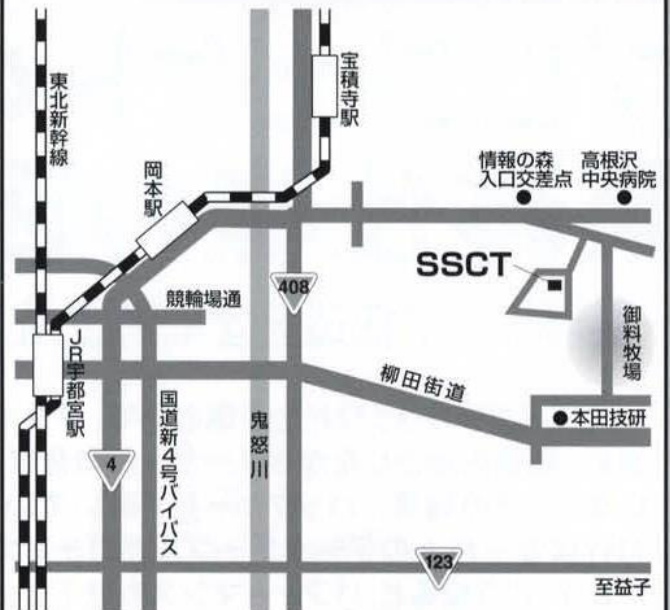 東北新幹線
宝積寺駅
岡本駅
情報の森
入口交差点
高根沢
中央病院
SSCT
408
競輪場通
御料牧場
JR宇都宮駅
柳田街道
本田技研
国道新4号バイパス
鬼怒川
4
123
至益子